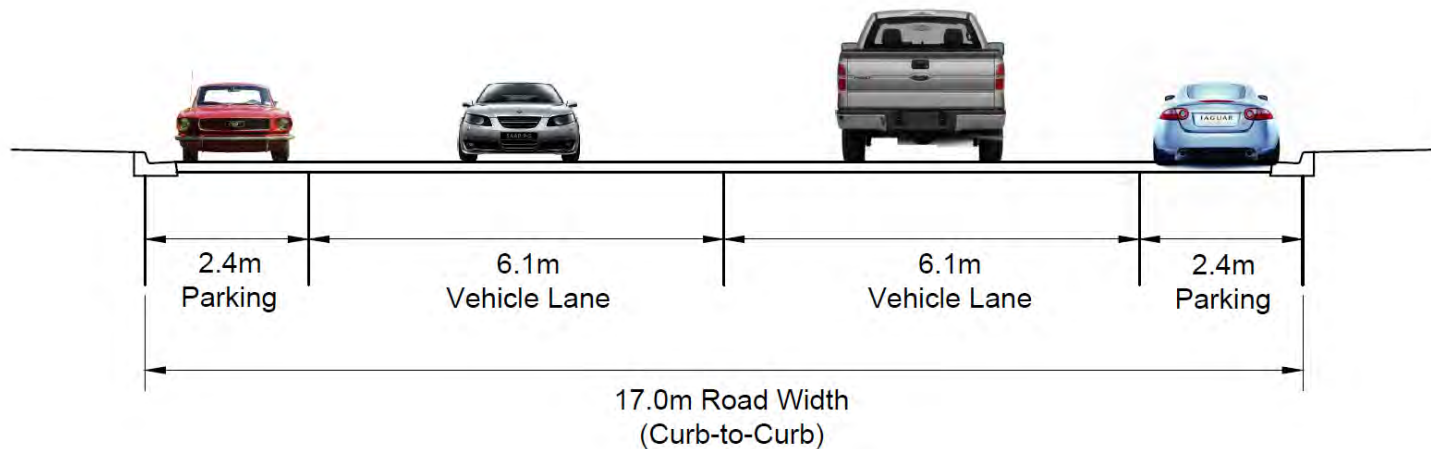 JAGUAR
2.4m
Parking
6.1m
Vehicle Lane
6.1m
Vehicle Lane
2.4m
Parking
17.0m Road Width
(Curb-to-Curb)